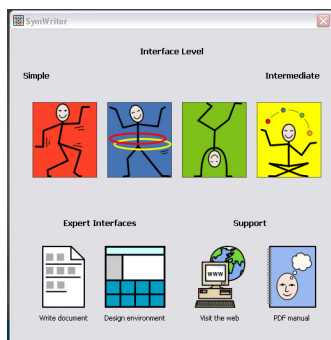 SymWriter
Interface Level
Simple Intermediate
Expert Interfaces Support
www
Write document Design environment Visit the web PDF manual